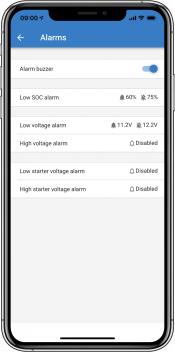 09:00
Alarms
Alarm buzzer
Low SOC alarm 60% 75%
Low voltage alarm 11.2V 12.2V
High voltage alarm Disabled
Low starter voltage alarm Disabled
High starter voltage alarm Disabled